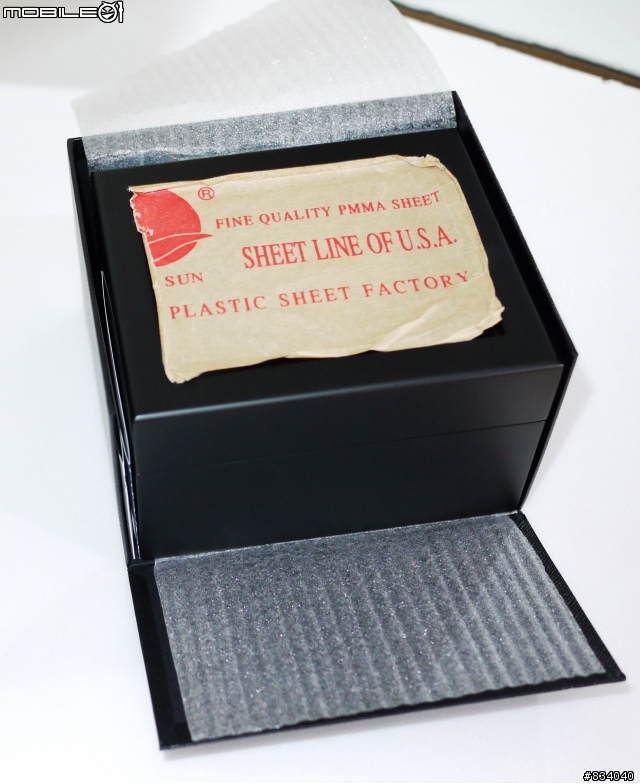 MOBILE01
®
FINE QUALITY PMMA SHEET
SHEET LINE OF U.S.A.
SUN
PLASTIC SHEET FACTORY
#834040